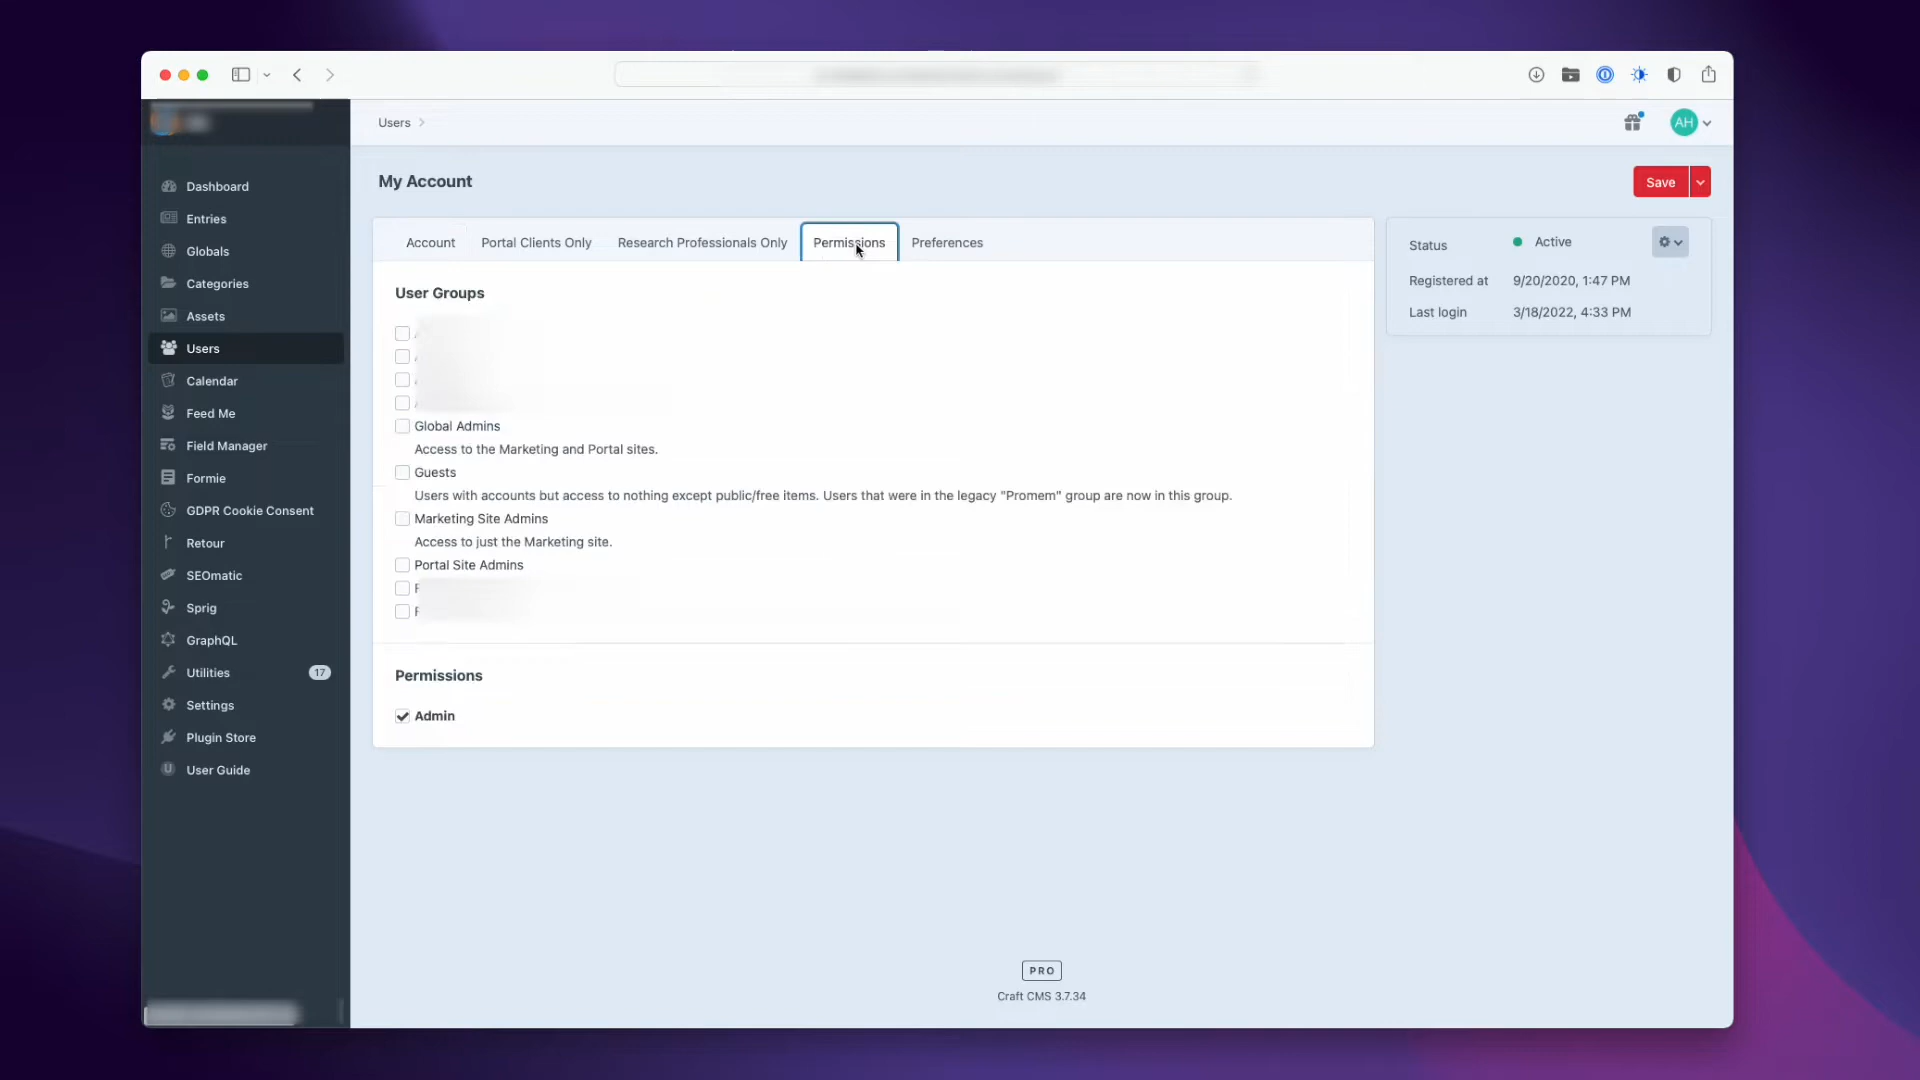 Users
AH
My Account
Save
Dashboard
Entries
Globals
Categories
Assets
Users
Calendar
Feed Me
Field Manager
Formie
GDPR Cookie Consent
Retour
SEOmatic
Sprig
GraphQL
Utilities 17
Settings
Plugin Store
User Guide
Account Portal Clients Only Research Professionals Only Permissions Preferences
User Groups
Global Admins
Access to the Marketing and Portal sites.
Guests
Users with accounts but access to nothing except public/free items. Users that were in the legacy "Promem" group are now in this group.
Marketing Site Admins
Access to just the Marketing site.
Portal Site Admins
Permissions
Admin
Status Active
Registered at 9/20/2020, 1:47 PM
Last login 3/18/2022, 4:33 PM
PRO
Craft CMS 3.7.34